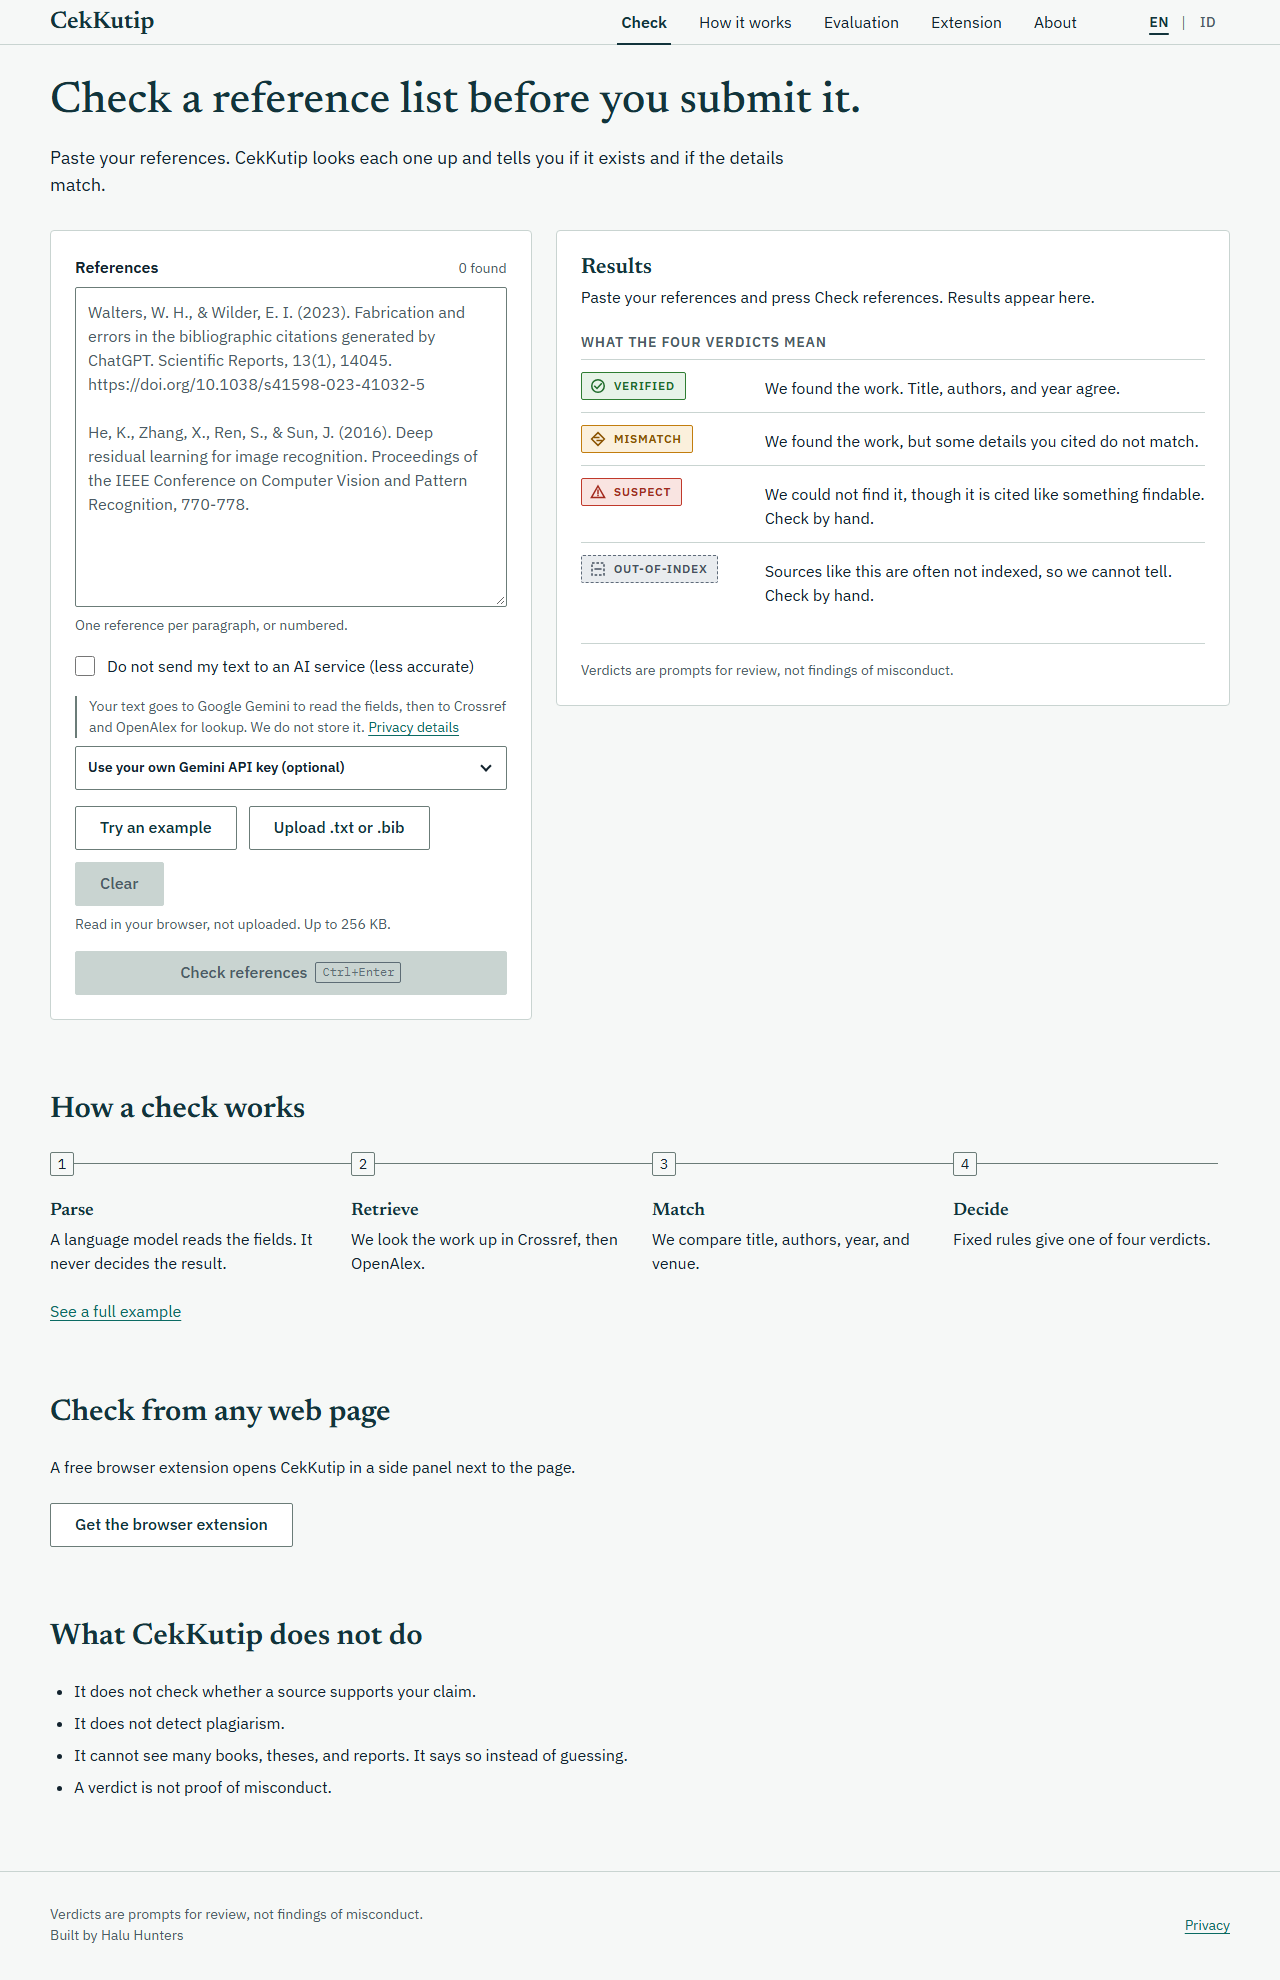 CekKutip
Check How it works Evaluation Extension About EN | ID
Check a reference list before you submit it.
Paste your references. CekKutip looks each one up and tells you if it exists and if the details
match.
References 0 found
Walters, W. H., & Wilder, E. I. (2023). Fabrication and
errors in the bibliographic citations generated by
ChatGPT. Scientific Reports, 13(1), 14045.
https://doi.org/10.1038/s41598-023-41032-5
He, K., Zhang, X., Ren, S., & Sun, J. (2016). Deep
residual learning for image recognition. Proceedings of
the IEEE Conference on Computer Vision and Pattern
Recognition, 770-778.
One reference per paragraph, or numbered.
Do not send my text to an AI service (less accurate)
Your text goes to Google Gemini to read the fields, then to Crossref
and OpenAlex for lookup. We do not store it. Privacy details
Use your own Gemini API key (optional)
Try an example
Upload .txt or .bib
Clear
Read in your browser, not uploaded. Up to 256 KB.
Check references Ctrl+Enter
Results
Paste your references and press Check references. Results appear here.
WHAT THE FOUR VERDICTS MEAN
VERIFIED We found the work. Title, authors, and year agree.
MISMATCH We found the work, but some details you cited do not match.
SUSPECT We could not find it, though it is cited like something findable.
Check by hand.
OUT-OF-INDEX Sources like this are often not indexed, so we cannot tell.
Check by hand.
Verdicts are prompts for review, not findings of misconduct.
How a check works
1
Parse
A language model reads the fields. It
never decides the result.
2
Retrieve
We look the work up in Crossref, then
OpenAlex.
3
Match
We compare title, authors, year, and
venue.
4
Decide
Fixed rules give one of four verdicts.
See a full example
Check from any web page
A free browser extension opens CekKutip in a side panel next to the page.
Get the browser extension
What CekKutip does not do
• It does not check whether a source supports your claim.
• It does not detect plagiarism.
• It cannot see many books, theses, and reports. It says so instead of guessing.
• A verdict is not proof of misconduct.
Verdicts are prompts for review, not findings of misconduct.
Built by Halu Hunters
Privacy